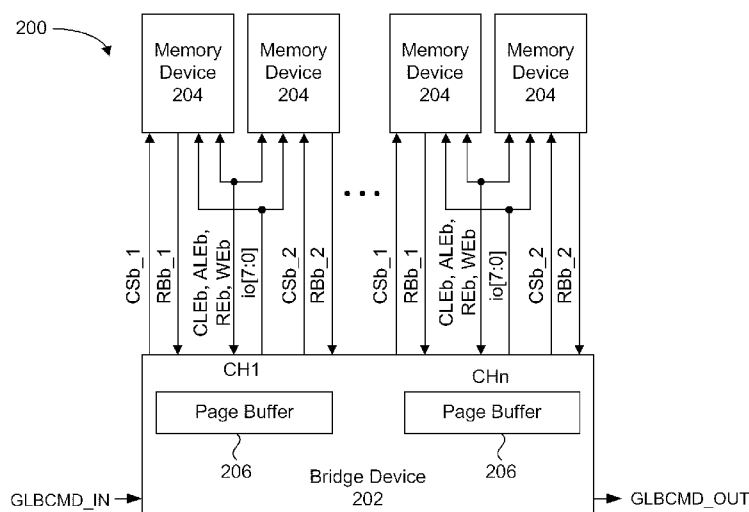 200
Memory
Device
204
Memory
Device
204
Memory
Device
204
Memory
Device
204
CSb_1
RBb_1
CLEb, ALEb,
REb, WEb
io[7:0]
CSb_2
RBb_2
CSb_1
RBb_1
CLEb, ALEb,
REb, WEb
io[7:0]
CSb_2
RBb_2
CH1
CHn
Page Buffer
Page Buffer
206
206
Bridge Device
202
GLBCMD_IN
GLBCMD_OUT